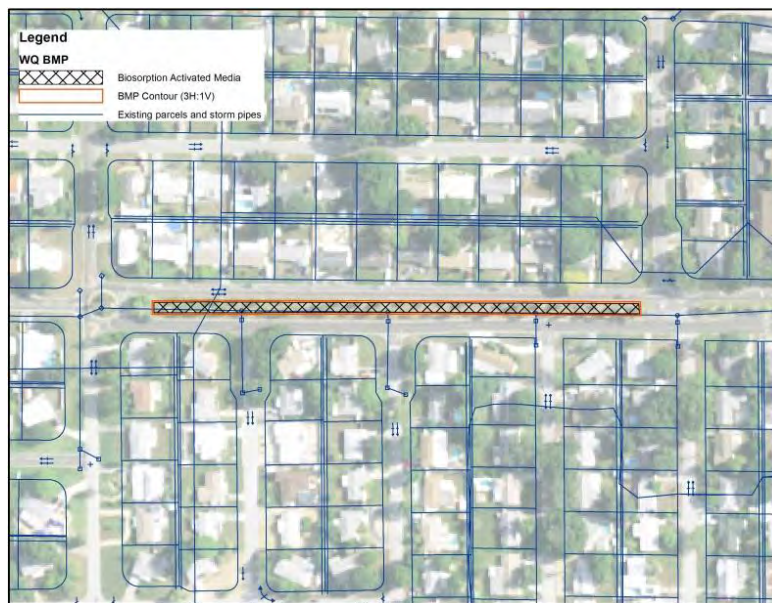 Legend
WQ BMP
Biosorption Activated Media
BMP Contour (3H:1V)
Existing parcels and storm pipes